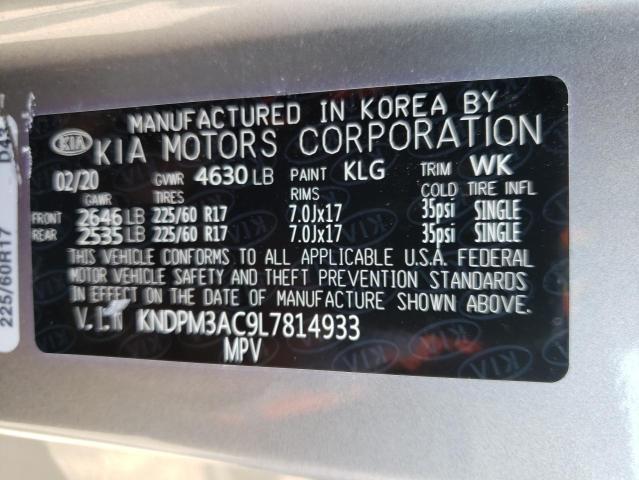 MANUFACTURED IN KOREA BY
KIA KIA MOTORS CORPORATION
02/20 GVWR 4630 LB PAINT KLG TRIM WK
GAWR TIRES RIMS COLD TIRE INFL
FRONT 2646 LB 225/60 R17 7.0Jx17 35psi SINGLE
REAR 2535 LB 225/60 R17 7.0Jx17 35psi SINGLE
THIS VEHICLE CONFORMS TO ALL APPLICABLE U.S.A. FEDERAL
MOTOR VEHICLE SAFETY AND THEFT PREVENTION STANDARDS
IN EFFECT ON THE DATE OF MANUFACTURE SHOWN ABOVE.
V.I.N KNDPM3AC9L7814933
MPV
225/60R17